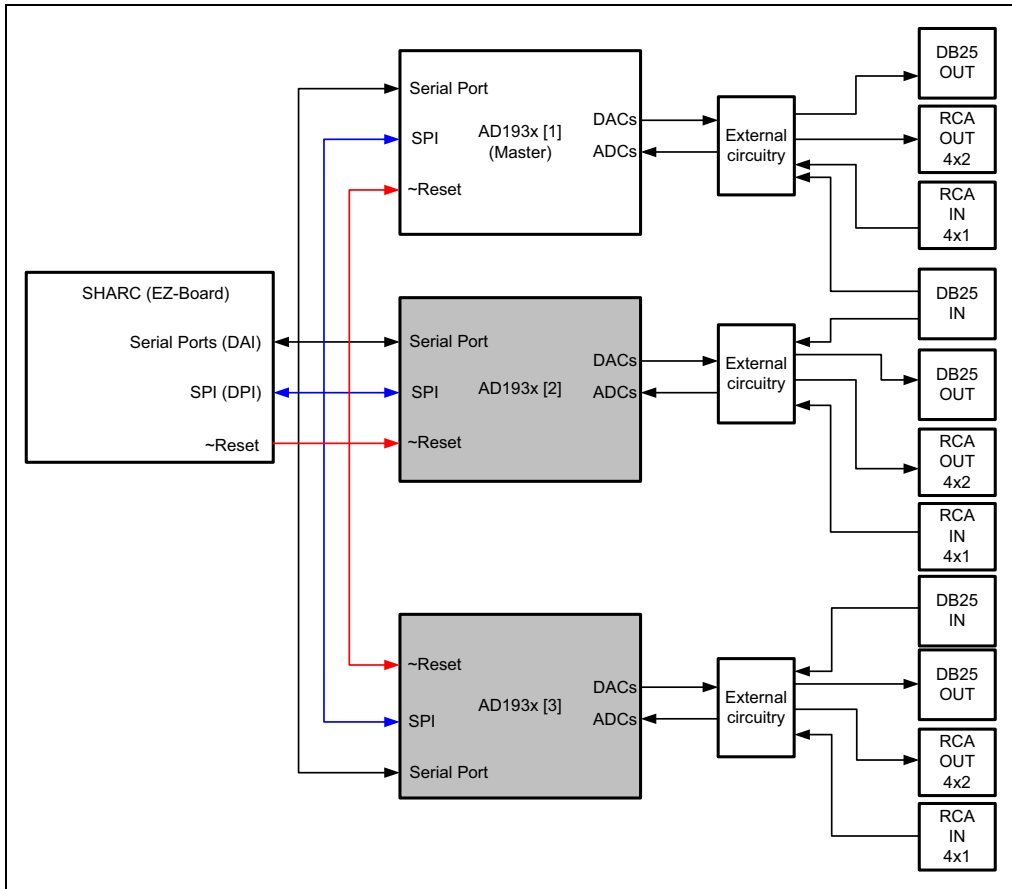 SHARC (EZ-Board)
Serial Ports (DAI)
SPI (DPI)
~Reset
Serial Port
SPI
~Reset
AD193x [1]
(Master)
DACs
ADCs
External
circuitry
DB25
OUT
RCA
OUT
4x2
RCA
IN
4x1
DB25
IN
Serial Port
SPI
~Reset
AD193x [2]
DACs
ADCs
External
circuitry
DB25
OUT
RCA
OUT
4x2
RCA
IN
4x1
~Reset
SPI
Serial Port
AD193x [3]
DACs
ADCs
External
circuitry
DB25
IN
DB25
OUT
RCA
OUT
4x2
RCA
IN
4x1